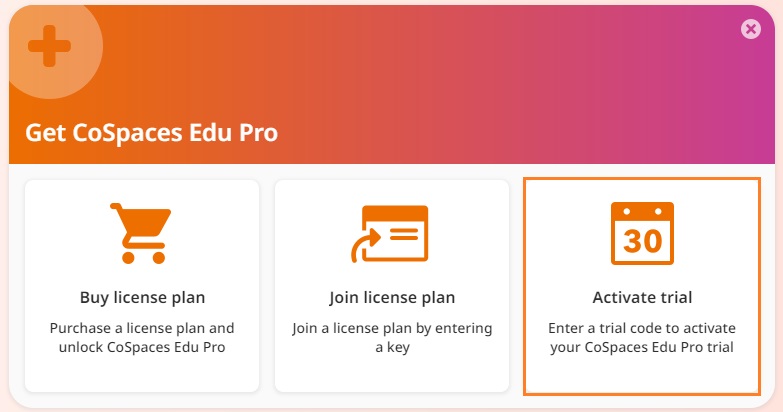 Get CoSpaces Edu Pro
Buy license plan
Purchase a license plan and
unlock CoSpaces Edu Pro
Join license plan
Join a license plan by entering
a key
30
Activate trial
Enter a trial code to activate
your CoSpaces Edu Pro trial